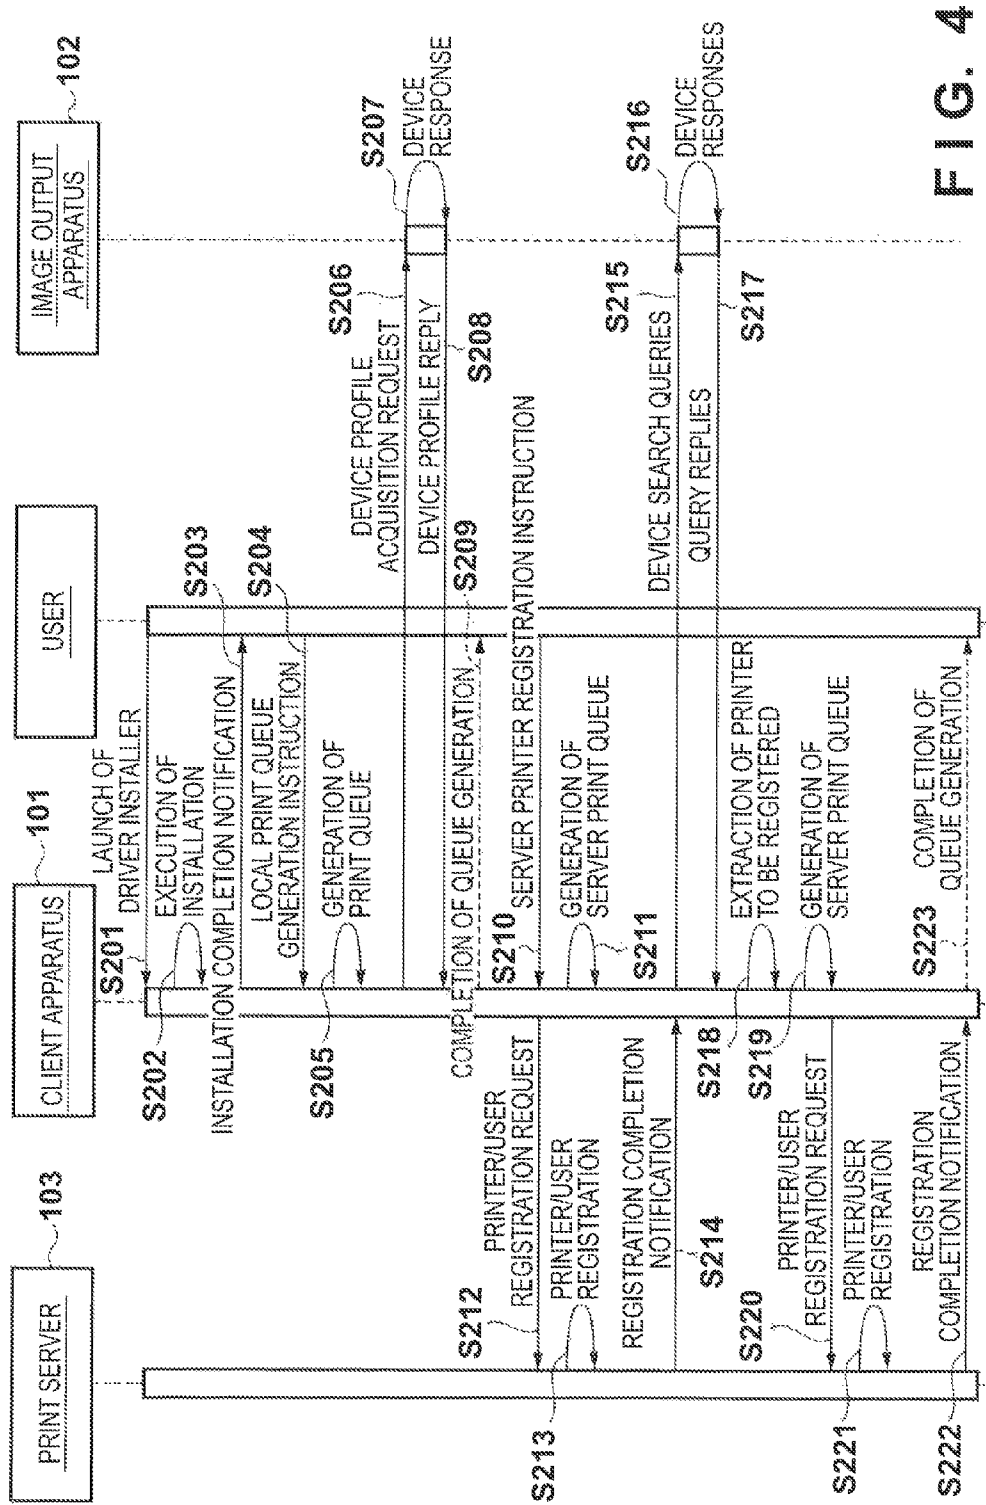 PRINT SERVER
103
CLIENT APPARATUS
101
USER
IMAGE OUTPUT
APPARATUS
102
LAUNCH OF
DRIVER INSTALLER
S201
EXECUTION OF
INSTALLATION
S202
INSTALLATION COMPLETION NOTIFICATION
S203
LOCAL PRINT QUEUE
GENERATION INSTRUCTION
S204
GENERATION OF
PRINT QUEUE
S205
DEVICE PROFILE
ACQUISITION REQUEST
S206
S207
DEVICE
RESPONSE
DEVICE PROFILE REPLY
S208
COMPLETION OF QUEUE GENERATION
S209
SERVER PRINTER REGISTRATION INSTRUCTION
S210
GENERATION OF
SERVER PRINT QUEUE
S211
PRINTER/USER
REGISTRATION REQUEST
S212
PRINTER/USER
REGISTRATION
S213
REGISTRATION COMPLETION
NOTIFICATION
S214
DEVICE SEARCH QUERIES
S215
S216
DEVICE
RESPONSES
QUERY REPLIES
S217
EXTRACTION OF PRINTER
TO BE REGISTERED
S218
GENERATION OF
SERVER PRINT QUEUE
S219
PRINTER/USER
REGISTRATION REQUEST
S220
PRINTER/USER
REGISTRATION
S221
REGISTRATION
COMPLETION NOTIFICATION
S222
COMPLETION OF
QUEUE GENERATION
S223
FIG. 4